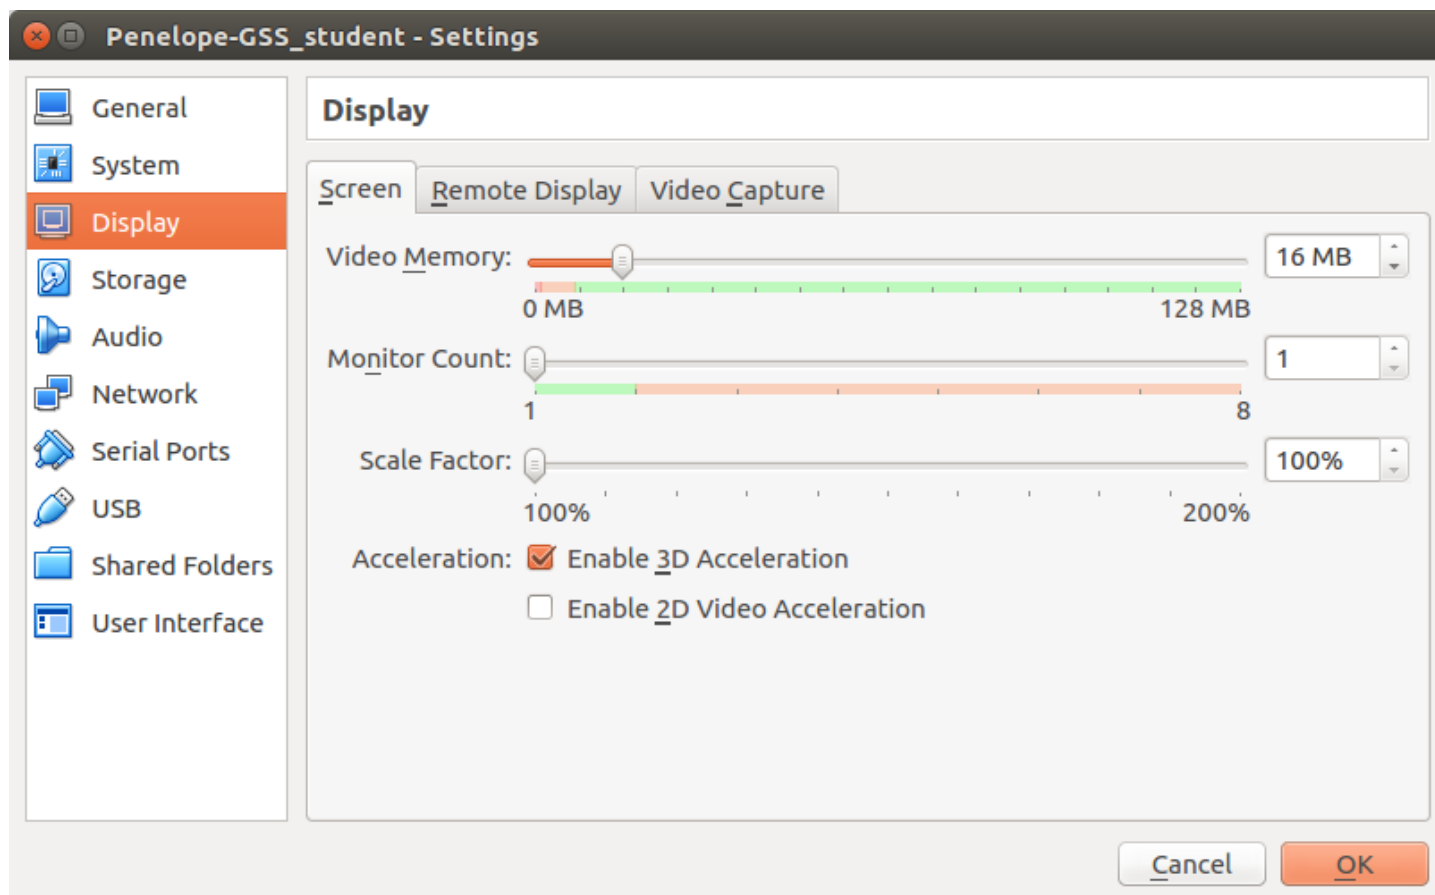 Penelope-GSS_student - Settings
General
System
Display
Storage
Audio
Network
Serial Ports
USB
Shared Folders
User Interface
Display
Screen Remote Display Video Capture
Video Memory: 16 MB
0 MB 128 MB
Monitor Count: 1
1 8
Scale Factor: 100%
100% 200%
Acceleration: Enable 3D Acceleration
Enable 2D Video Acceleration
Cancel OK